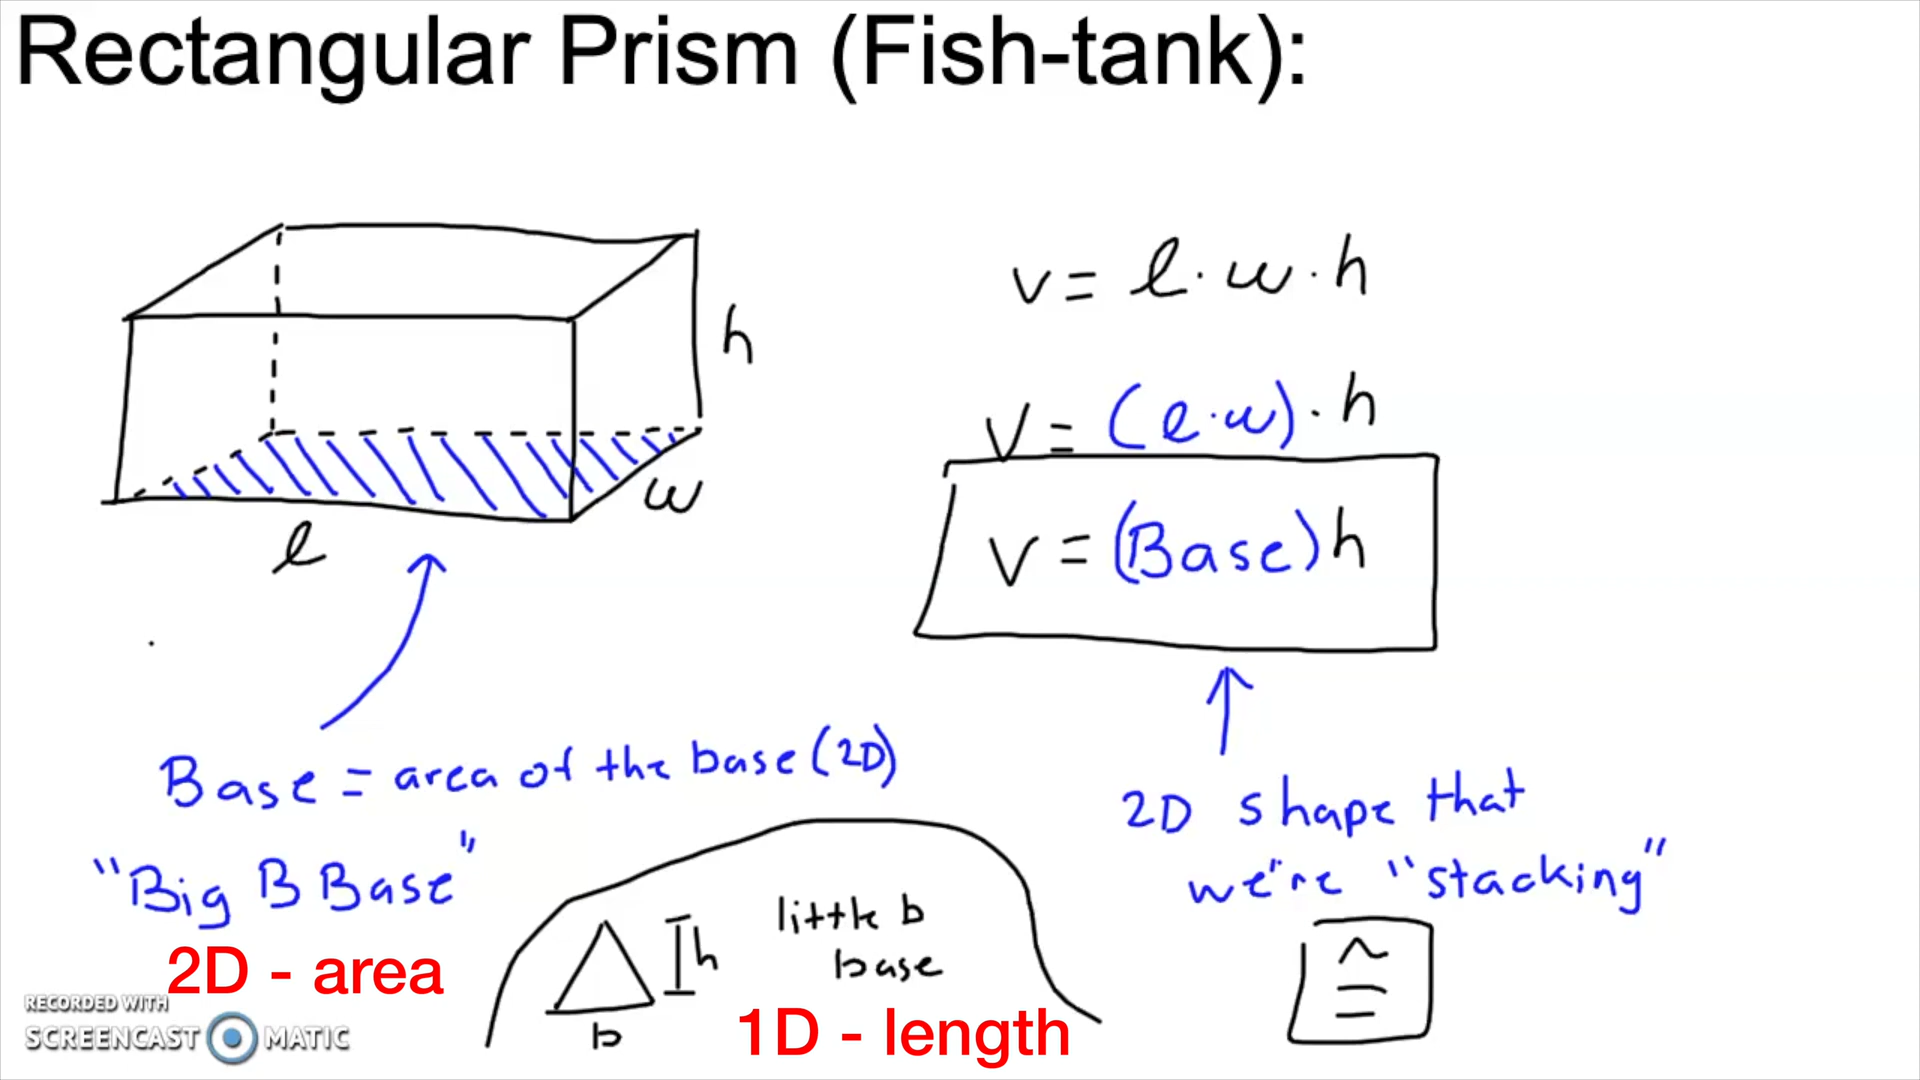 Rectangular Prism (Fish-tank):
h
w
l
v = l · w · h
V = (l · w) · h
V = (Base) h
Base = area of the base (2D)
"Big B Base"
2D - area
h
b
little b
base
1D - length
2D shape that
we're "stacking"
RECORDED WITH
SCREENCAST MATIC